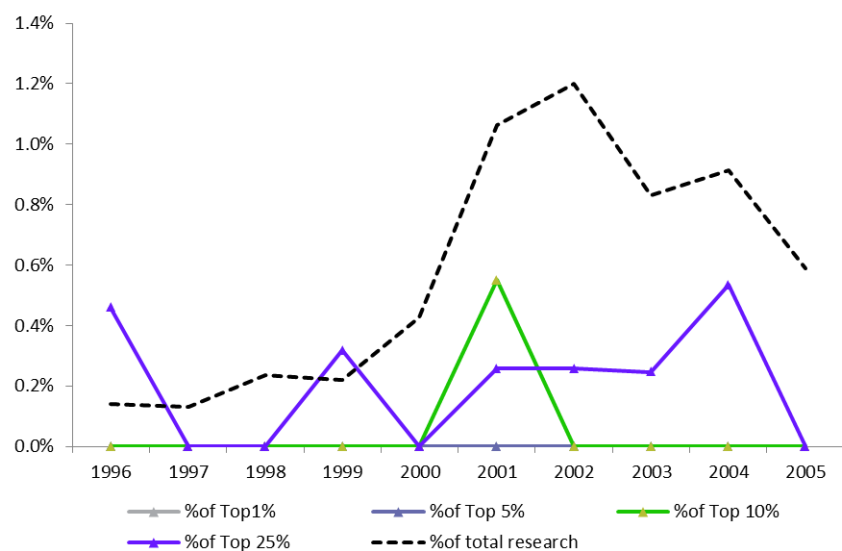 1.4%
1.2%
1.0%
0.8%
0.6%
0.4%
0.2%
0.0%
1996 1997 1998 1999 2000 2001 2002 2003 2004 2005
%of Top1% %of Top 5% %of Top 10%
%of Top 25% %of total research